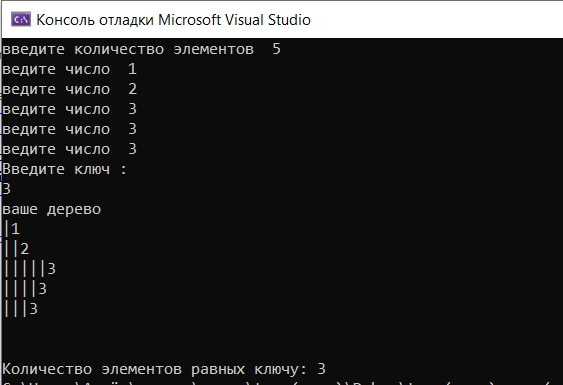 Консоль отладки Microsoft Visual Studio
введите количество элементов  5
ведите число  1
ведите число  2
ведите число  3
ведите число  3
ведите число  3
Введите ключ :
3
ваше дерево
|1
||2
|||||3
||||3
|||3
Количество элементов равных ключу: 3